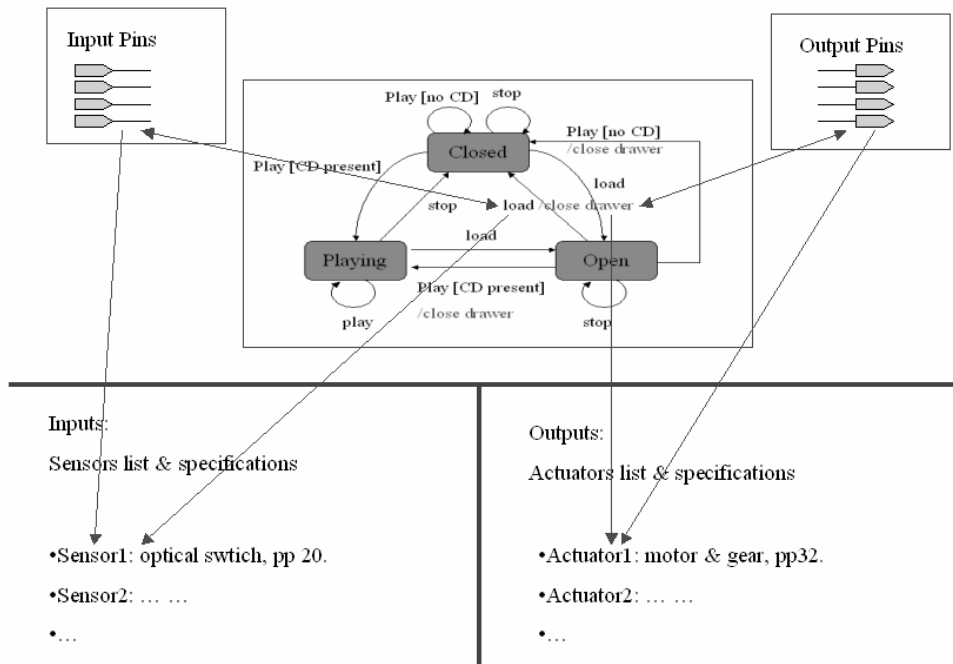 Input Pins
Output Pins
Play [no CD]
stop
Play [no CD]
/close drawer
Closed
Play [CD present]
load
stop
load /close drawer
load
Playing
Open
Play [CD present]
/close drawer
play
stop
Inputs:
Sensors list & specifications
•Sensor1: optical swtich, pp 20.
•Sensor2: … …
•…
Outputs:
Actuators list & specifications
•Actuator1: motor & gear, pp32.
•Actuator2: … …
•…